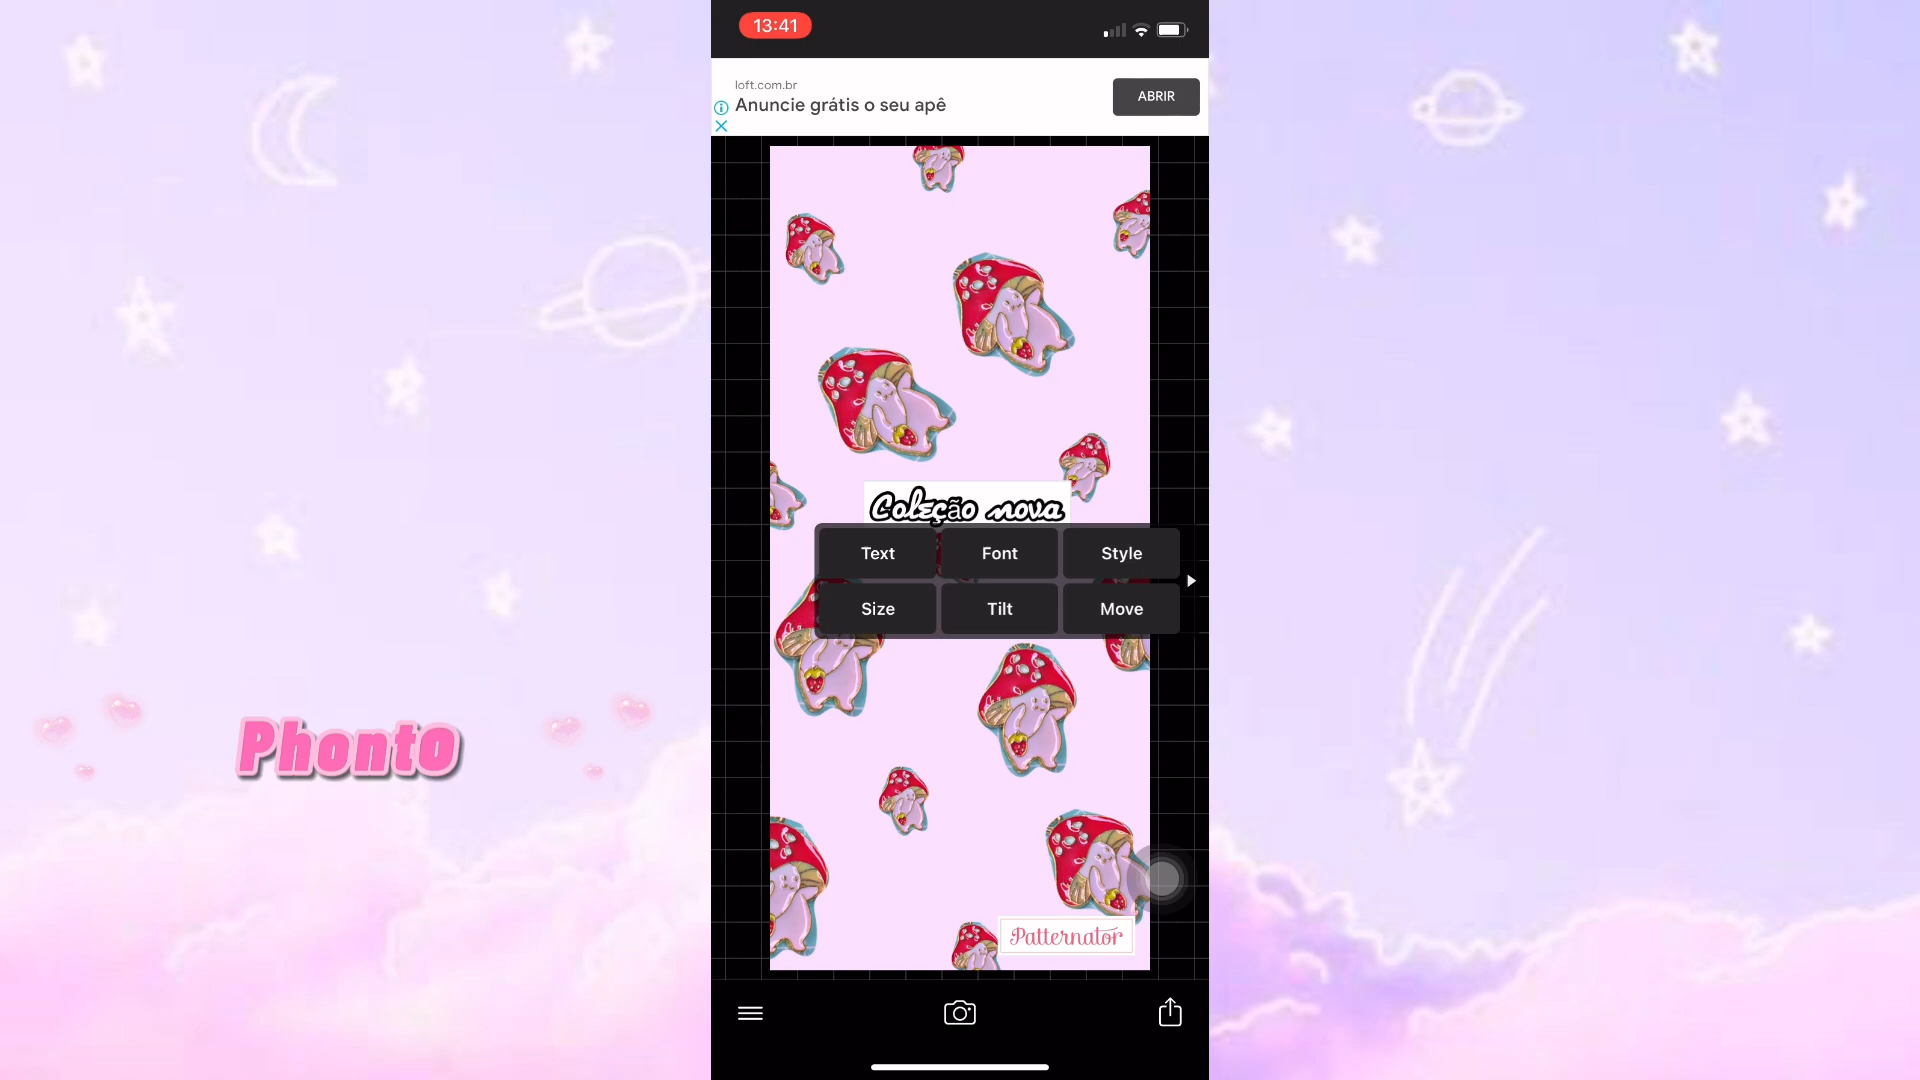 13:41
loft.com.br
Anuncie grátis o seu apê
ABRIR
Coleção nova
Text Font Style
Size Tilt Move
Phonto
Patternator